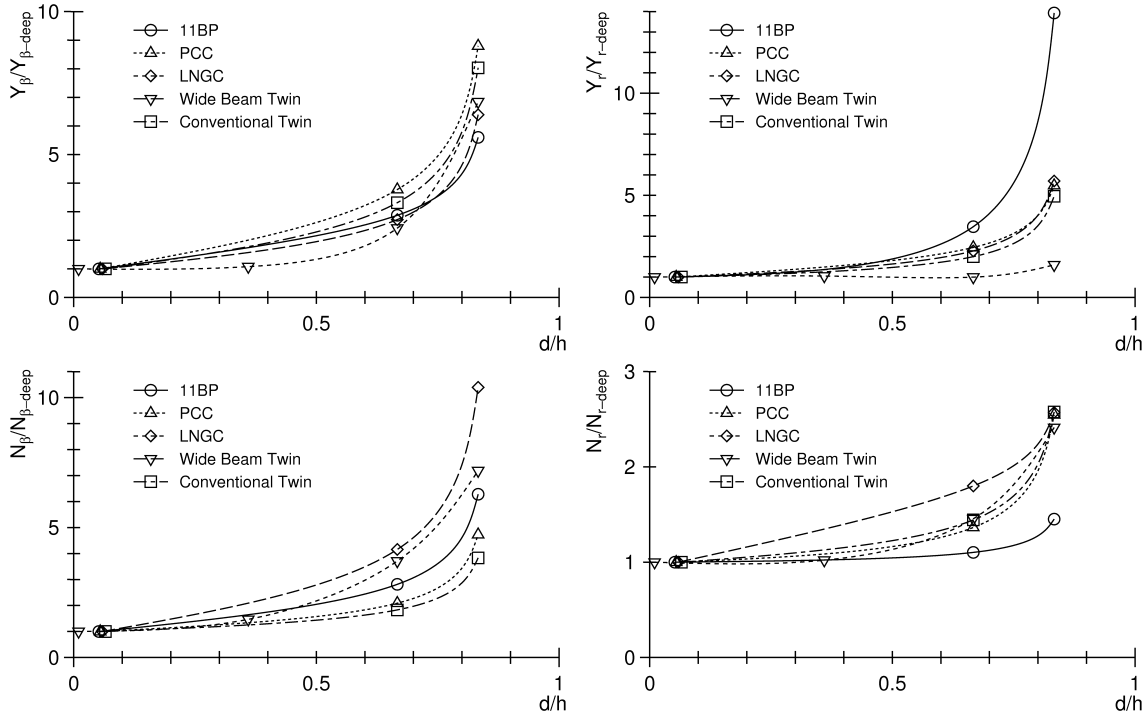 10
5
0
Yβ/Yβ−deep
11BP
PCC
LNGC
Wide Beam Twin
Conventional Twin
0 0.5 1
d/h
10
5
0
Yr/Yr−deep
11BP
PCC
LNGC
Wide Beam Twin
Conventional Twin
0 0.5 1
d/h
10
5
0
Nβ/Nβ−deep
11BP
PCC
LNGC
Wide Beam Twin
Conventional Twin
0 0.5 1
d/h
3
2
1
0
Nr/Nr−deep
11BP
PCC
LNGC
Wide Beam Twin
Conventional Twin
0 0.5 1
d/h